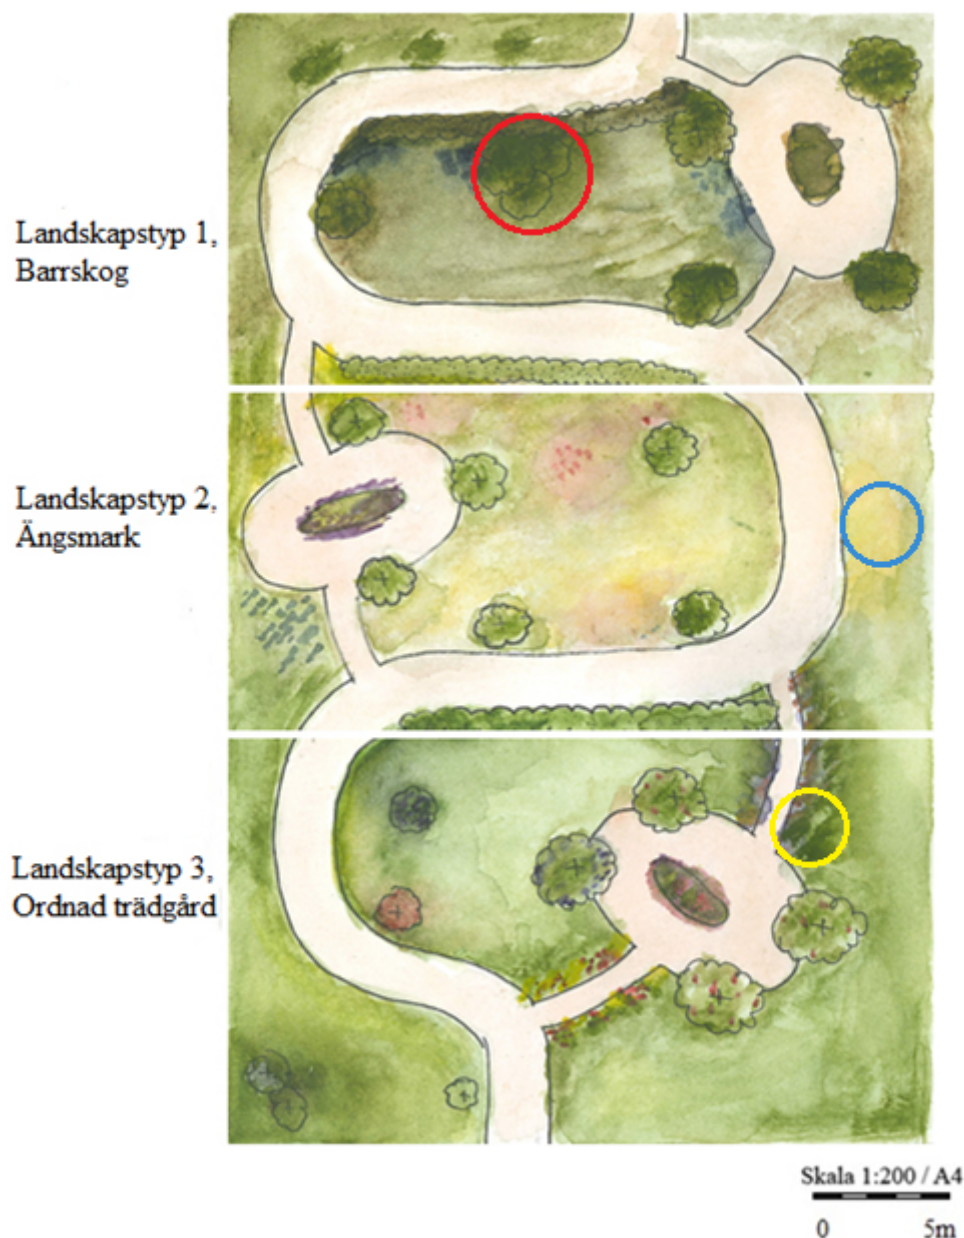 Landskapstyp 1,
Barrskog
Landskapstyp 2,
Ängsmark
Landskapstyp 3,
Ordnad trädgård
Skala 1:200 / A4
0 5m